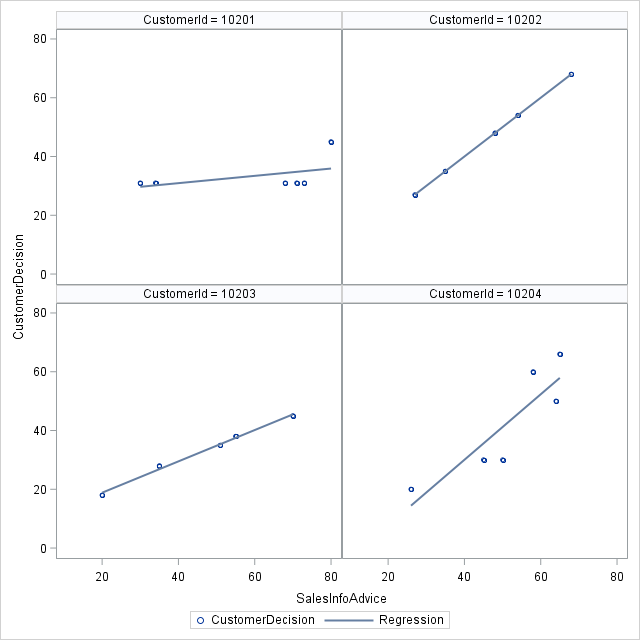 CustomerId = 10201
CustomerId = 10202
80
60
40
20
0
CustomerDecision
CustomerId = 10203
CustomerId = 10204
80
60
40
20
0
20 40 60 80 20 40 60 80
SalesInfoAdvice
CustomerDecision Regression